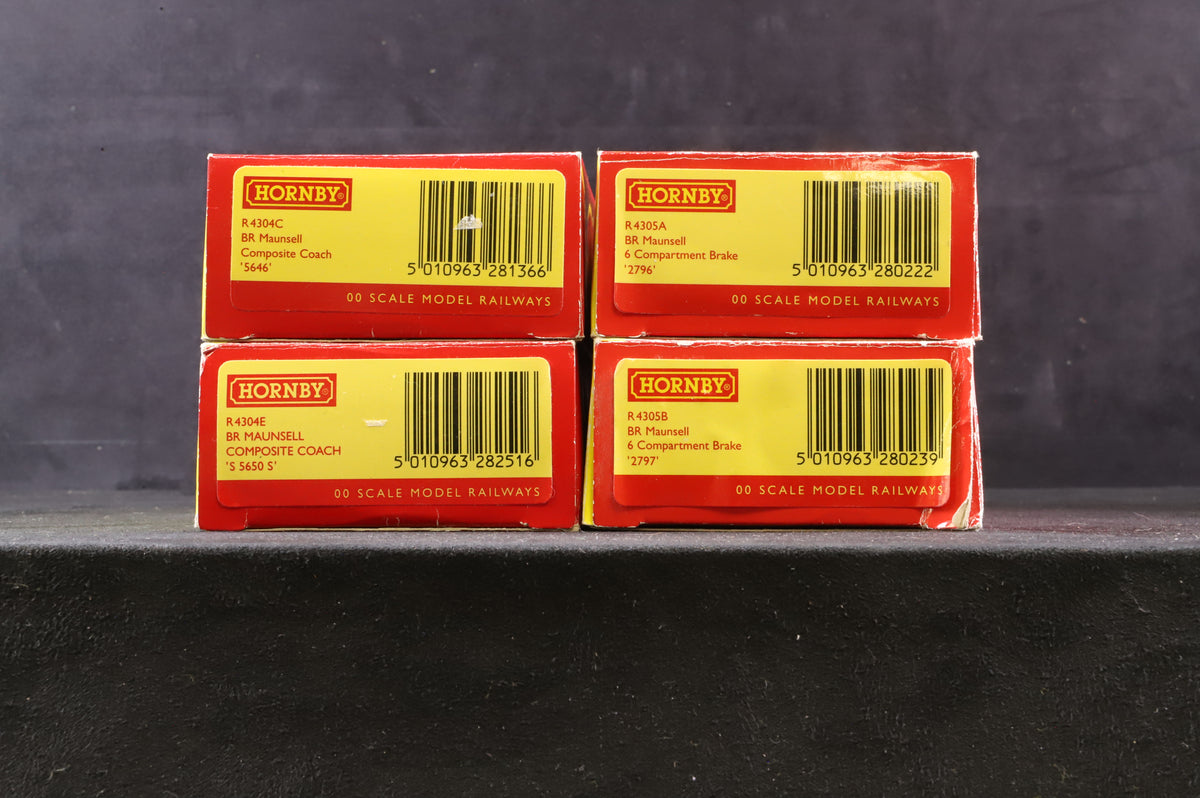 HORNBY®
R4304C
BR Maunsell
Composite Coach
'5646'
5 010963 281366
00 SCALE MODEL RAILWAYS
HORNBY®
R4305A
BR Maunsell
6 Compartment Brake
'2796'
5 010963 280222
00 SCALE MODEL RAILWAYS
HORNBY®
R4304E
BR MAUNSELL
COMPOSITE COACH
'S 5650 S'
5 010963 282516
00 SCALE MODEL RAILWAYS
HORNBY®
R4305B
BR Maunsell
6 Compartment Brake
'2797'
5 010963 280239
00 SCALE MODEL RAILWAYS